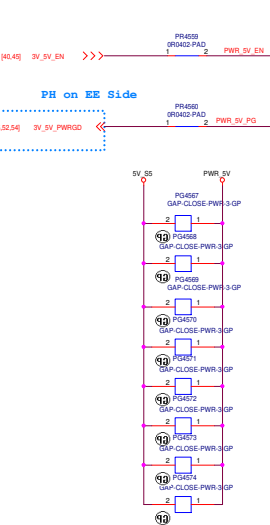 PR4559
0R0402-PAD
[40,45] 3V_5V_EN 1 2 PWR_5V_EN
PH on EE Side
PR4560
0R0402-PAD
,52,54] 3V_5V_PWRGD 1 2 PWR_5V_PG
5V_S5 PWR_5V
PG4567
GAP-CLOSE-PWR-3-GP
2 1
PG4568
GAP-CLOSE-PWR-3-GP
2 1
PG4569
GAP-CLOSE-PWR-3-GP
2 1
PG4570
GAP-CLOSE-PWR-3-GP
2 1
PG4571
GAP-CLOSE-PWR-3-GP
2 1
PG4572
GAP-CLOSE-PWR-3-GP
2 1
PG4573
GAP-CLOSE-PWR-3-GP
2 1
PG4574
GAP-CLOSE-PWR-3-GP
2 1